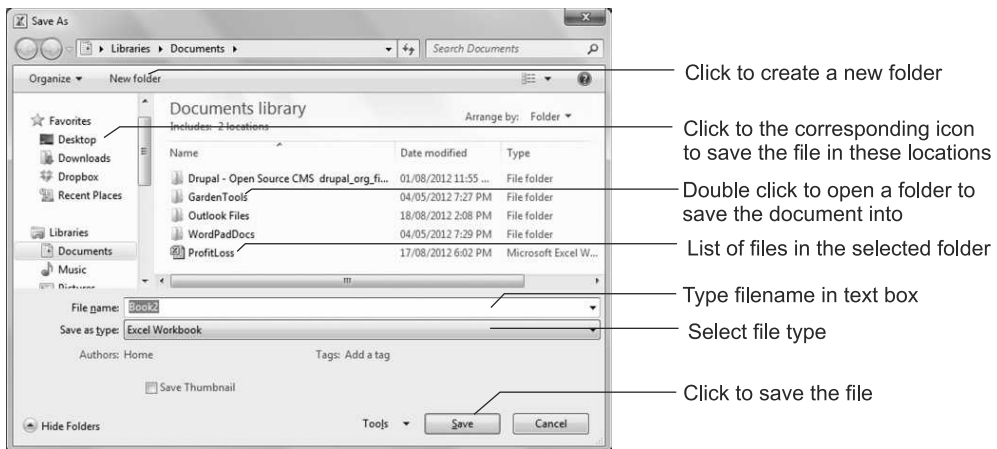 Save As
Libraries Documents
Search Documents
Organize New folder
Click to create a new folder
Favorites
Desktop
Downloads
Dropbox
Recent Places
Libraries
Documents
Music
Pictures
Documents library
Includes: 2 locations
Arrange by: Folder
Click to the corresponding icon
to save the file in these locations
Name Date modified Type
Drupal - Open Source CMS drupal_org_fi... 01/08/2012 11:55 ... File folder
GardenTools 04/05/2012 7:27 PM File folder
Outlook Files 18/08/2012 2:08 PM File folder
WordPadDocs 04/05/2012 7:29 PM File folder
ProfitLoss 17/08/2012 6:02 PM Microsoft Excel W...
Double click to open a folder to
save the document into
List of files in the selected folder
File name: Book2
Type filename in text box
Save as type: Excel Workbook
Select file type
Authors: Home Tags: Add a tag
Save Thumbnail
Click to save the file
Hide Folders Tools Save Cancel